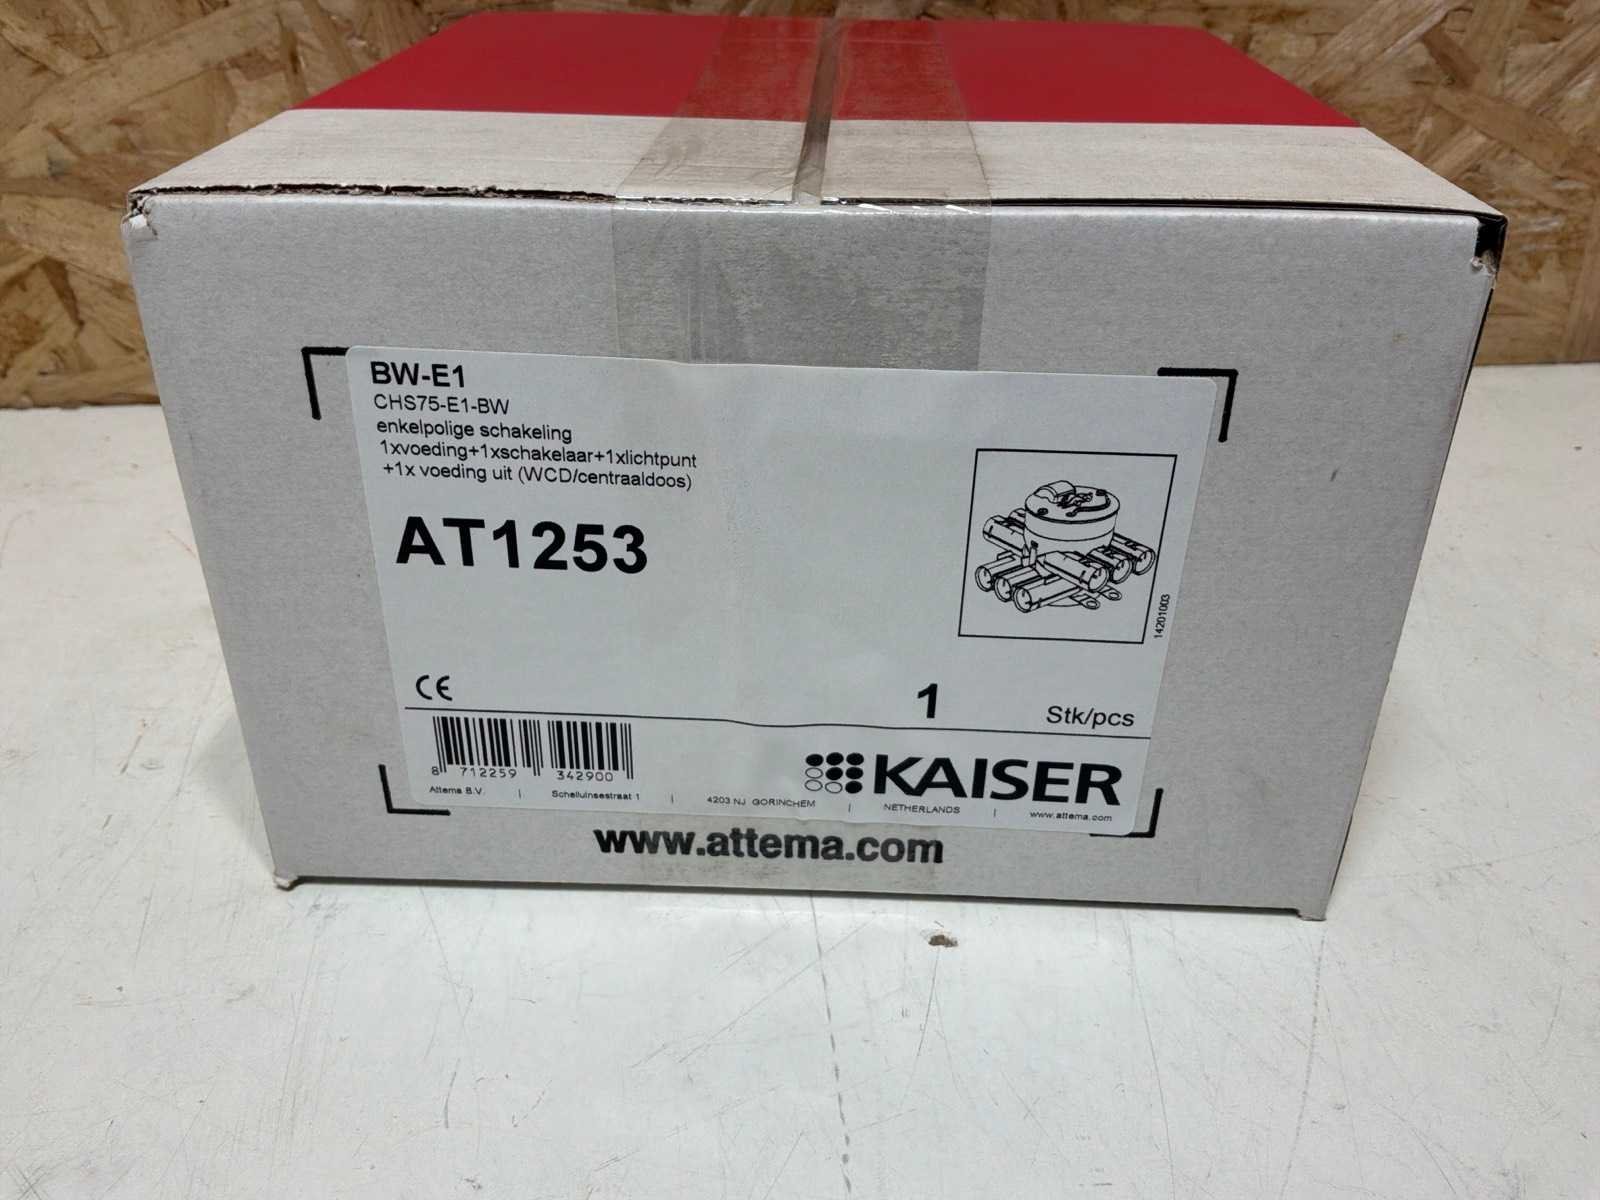 BW-E1
CHS75-E1-BW
enkelpolige schakeling
1xvoeding+1xschakelaar+1xlichtpunt
+1x voeding uit (WCD/centraaldoos)
AT1253
14201003
CE
1 Stk/pcs
8 712259 342900
KAISER
Attema B.V. | Schelluinsestraat 1 | 4203 NJ GORINCHEM | NETHERLANDS | www.attema.com
www.attema.com